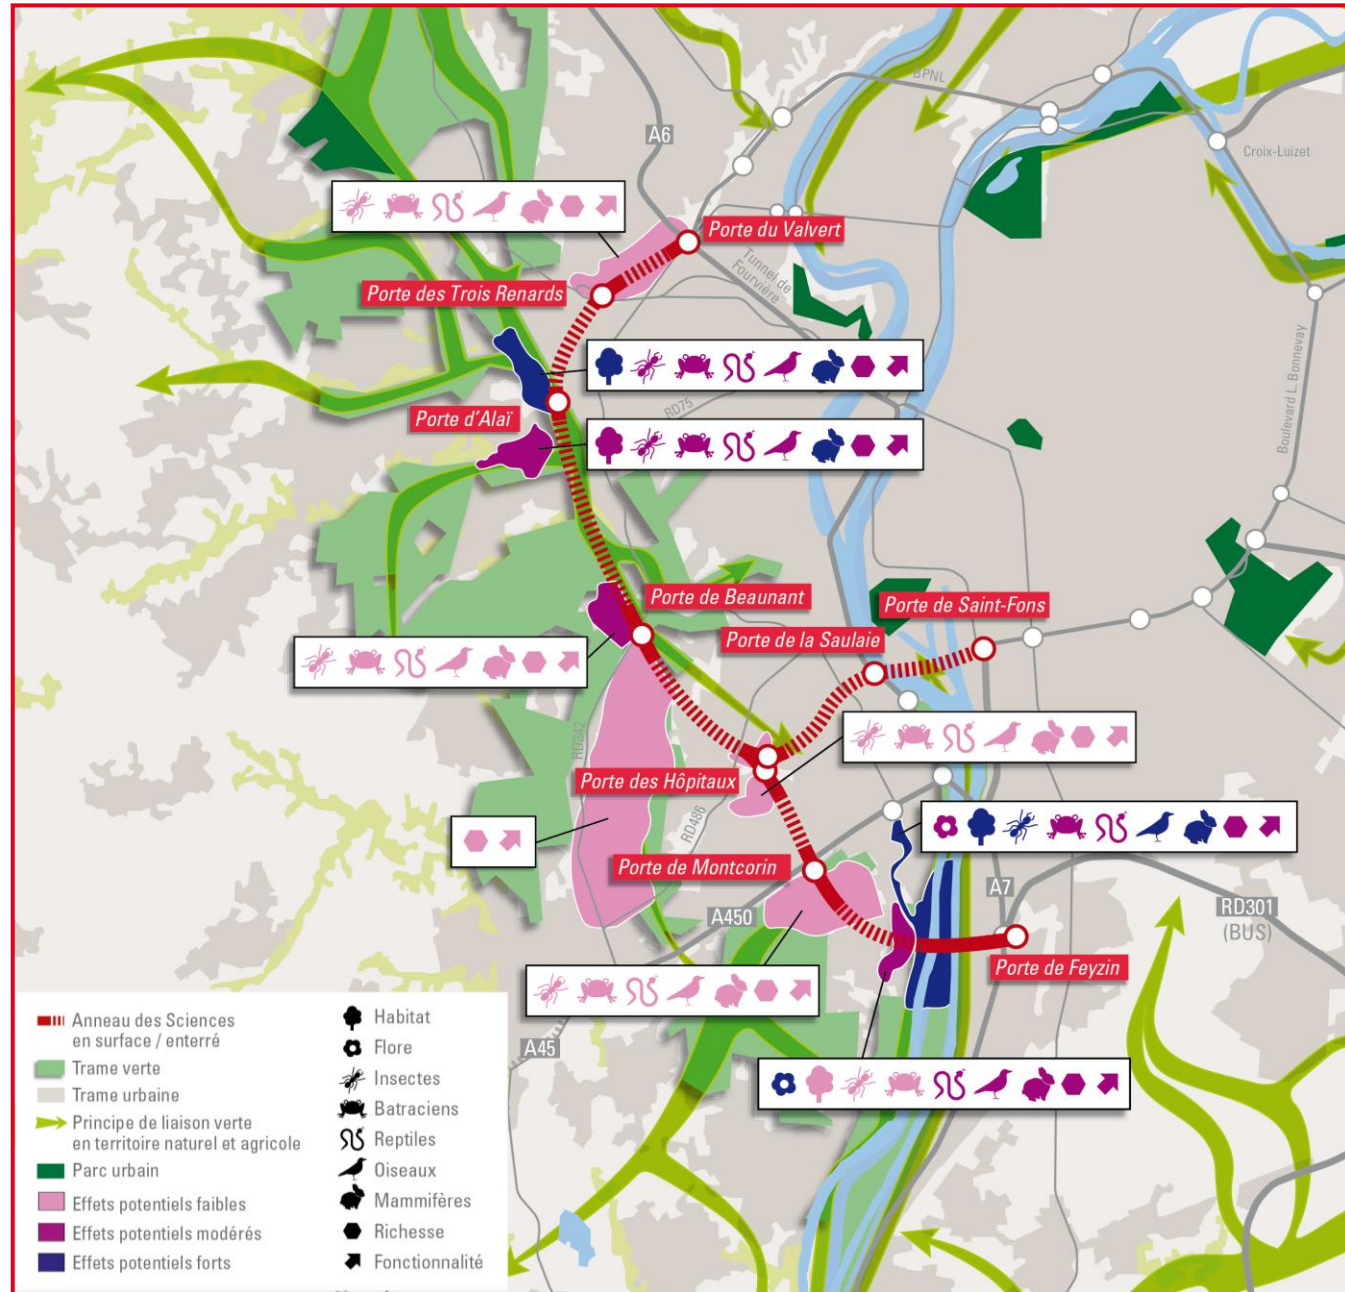 BPNL
A6
Croix-Luizet
Porte du Valvert
Tunnel de
Fourvière
Porte des Trois Renards
Boulevard L. Bonnevay
RD75
Porte d'Alaï
Porte de Beaunant
Porte de Saint-Fons
Porte de la Saulaie
RD342
Porte des Hôpitaux
RD486
Porte de Montcorin
A7
A450
RD301
(BUS)
Porte de Feyzin
A45
Anneau des Sciences
en surface / enterré
Trame verte
Trame urbaine
Principe de liaison verte
en territoire naturel et agricole
Parc urbain
Effets potentiels faibles
Effets potentiels modérés
Effets potentiels forts
Habitat
Flore
Insectes
Batraciens
Reptiles
Oiseaux
Mammifères
Richesse
Fonctionnalité